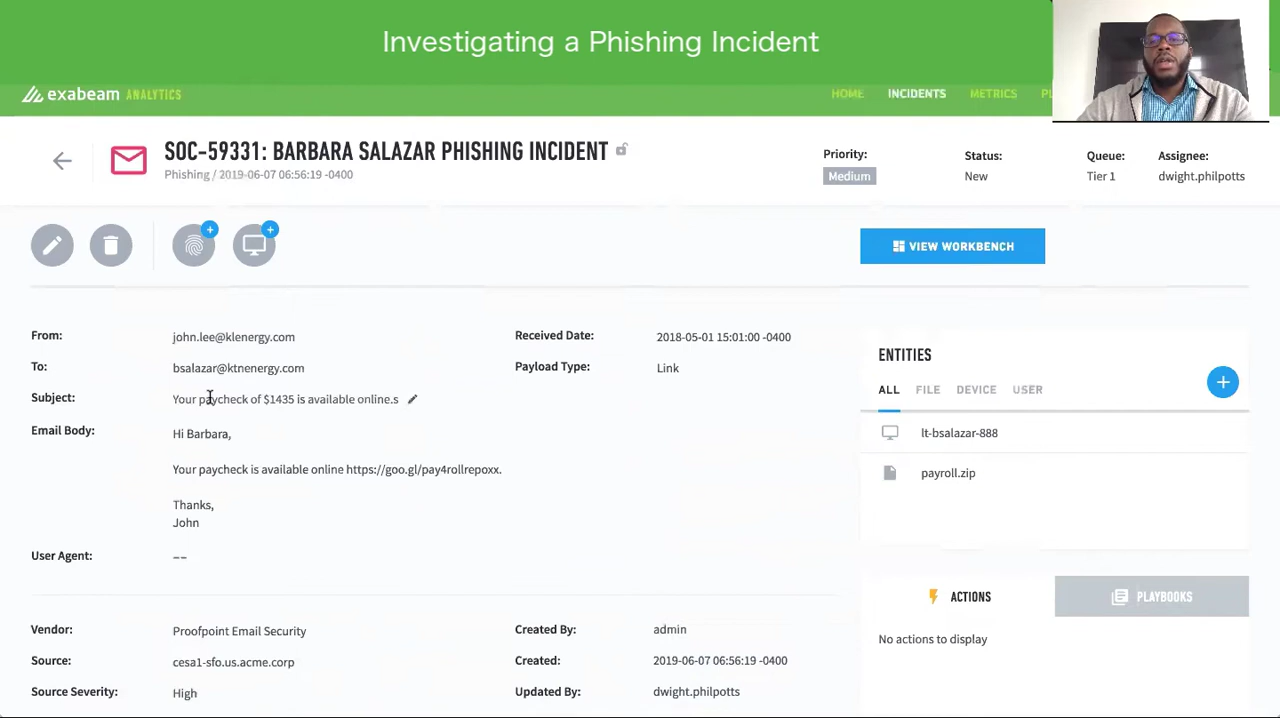 Investigating a Phishing Incident
exabeam ANALYTICS
HOME INCIDENTS METRICS
SOC-59331: BARBARA SALAZAR PHISHING INCIDENT
Phishing / 2019-06-07 06:56:19 -0400
Priority: Status: Queue: Assignee:
Medium New Tier 1 dwight.philpotts
VIEW WORKBENCH
From: john.lee@klenergy.com
To: bsalazar@ktnenergy.com
Subject: Your paycheck of $1435 is available online.s
Email Body: Hi Barbara,
Your paycheck is available online https://goo.gl/pay4rollrepoxx.
Thanks,
John
User Agent: --
Received Date: 2018-05-01 15:01:00 -0400
Payload Type: Link
Vendor: Proofpoint Email Security
Source: cesa1-sfo.us.acme.corp
Source Severity: High
Created By: admin
Created: 2019-06-07 06:56:19 -0400
Updated By: dwight.philpotts
ENTITIES
ALL FILE DEVICE USER
lt-bsalazar-888
payroll.zip
ACTIONS PLAYBOOKS
No actions to display